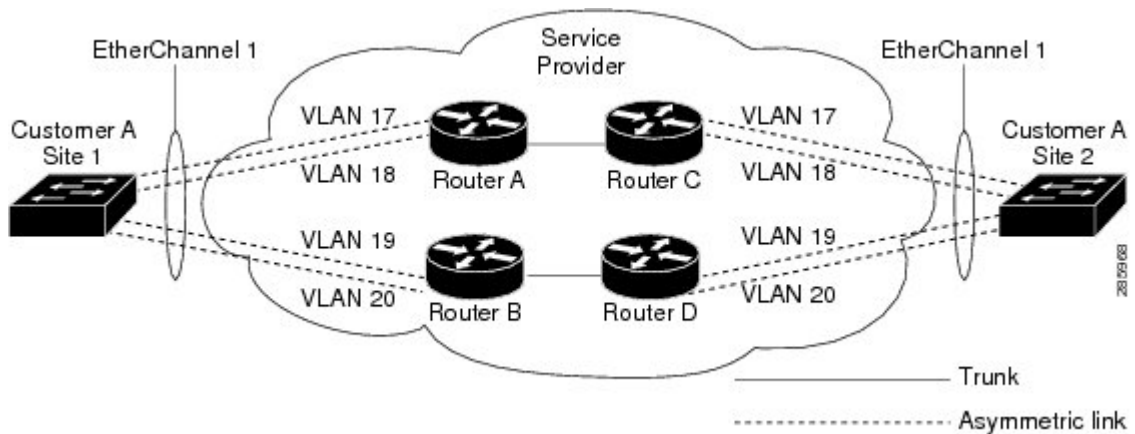 EtherChannel 1
Service
Provider
EtherChannel 1
Customer A
Site 1
VLAN 17
VLAN 18
Router A
Router C
VLAN 17
VLAN 18
Customer A
Site 2
VLAN 19
VLAN 20
Router B
Router D
VLAN 19
VLAN 20
285968
Trunk
Asymmetric link